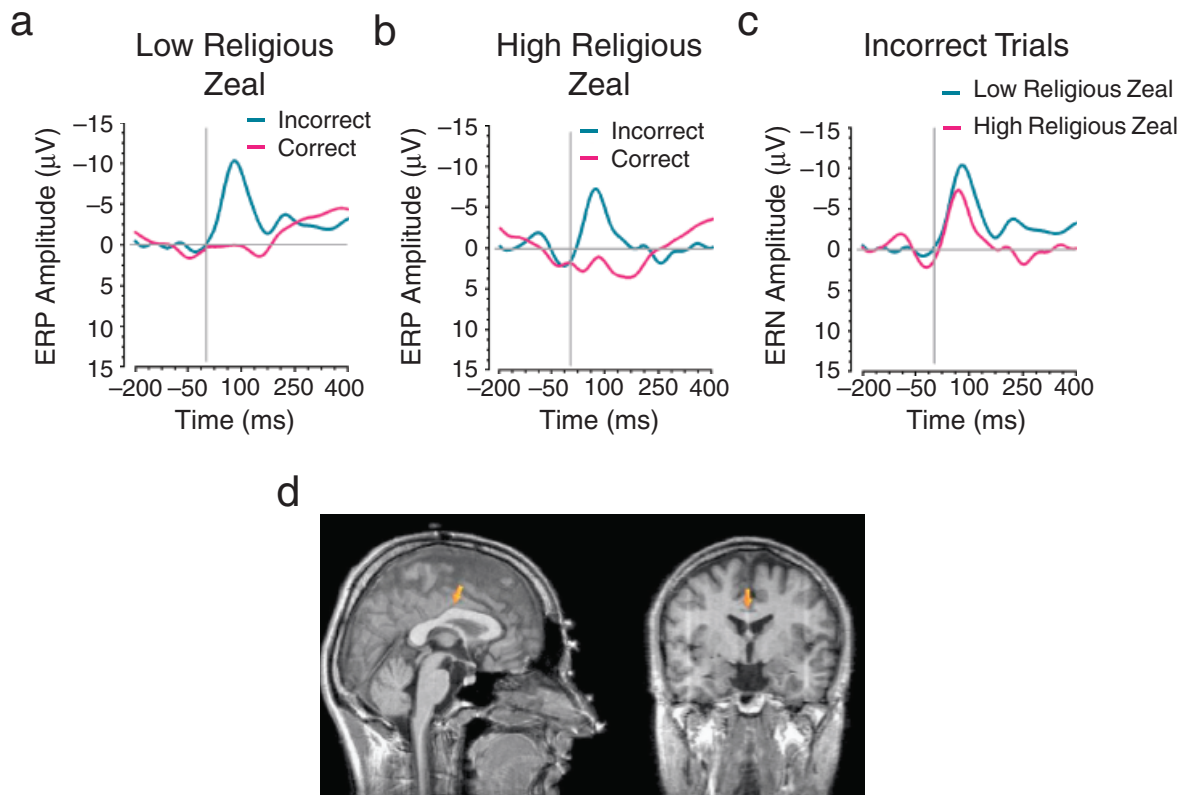 a
Low Religious
Zeal
Incorrect
Correct
ERP Amplitude (μV)
−15
−10
−5
0
5
10
15
−200 −50 100 250 400
Time (ms)
b
High Religious
Zeal
Incorrect
Correct
ERP Amplitude (μV)
−15
−10
−5
0
5
10
15
−200 −50 100 250 400
Time (ms)
c
Incorrect Trials
Low Religious Zeal
High Religious Zeal
ERN Amplitude (μV)
−15
−10
−5
0
5
10
15
−200 −50 100 250 400
Time (ms)
d